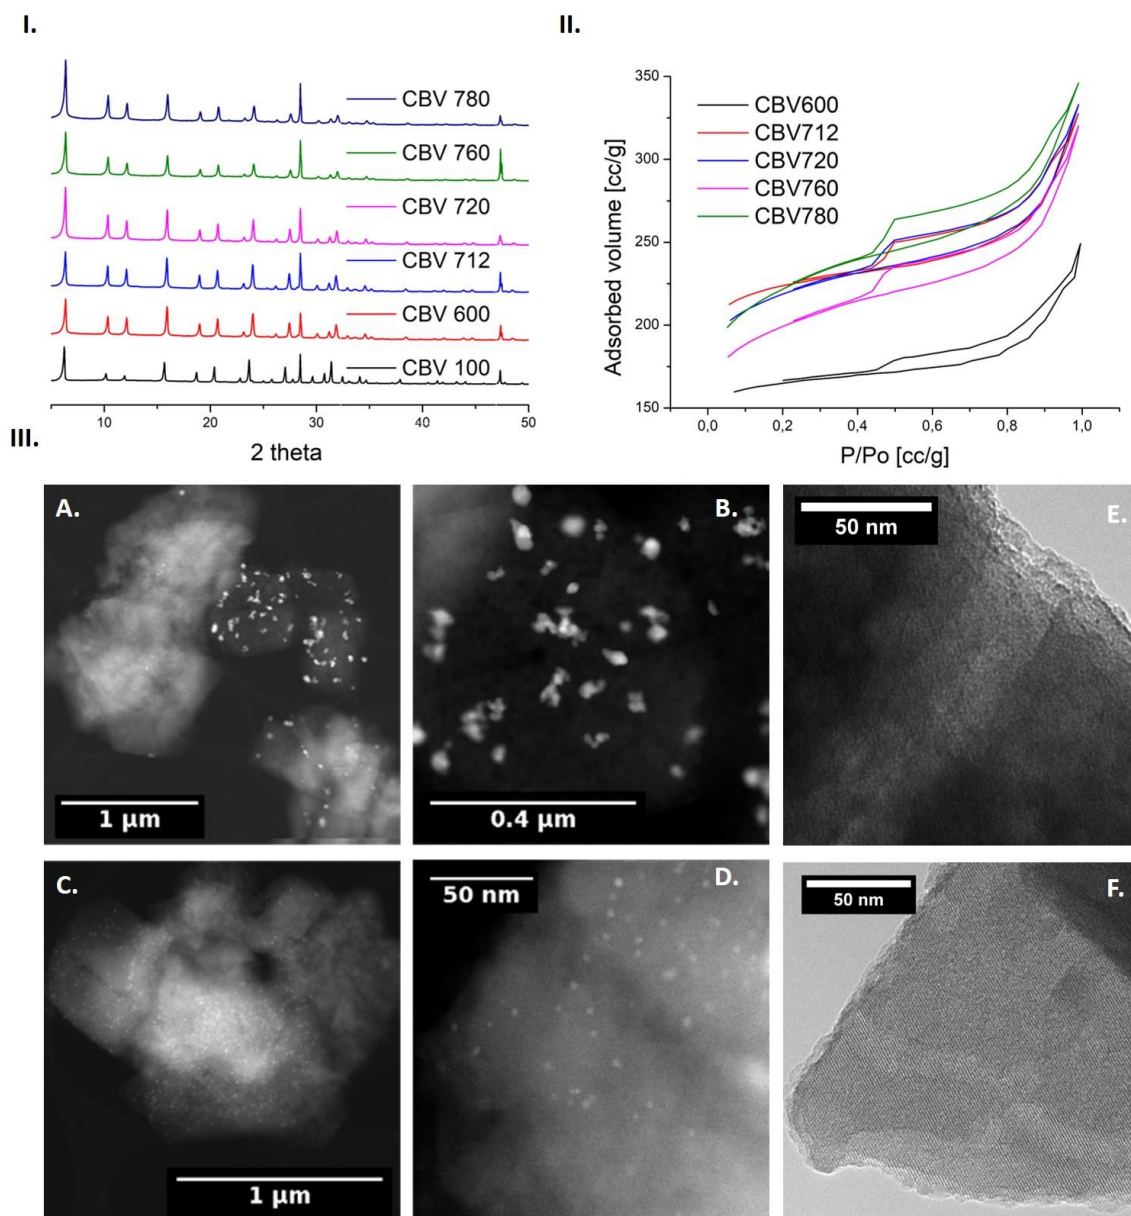 I.
CBV 780
CBV 760
CBV 720
CBV 712
CBV 600
CBV 100
10 20 30 40 50
2 theta
II.
Adsorbed volume [cc/g]
350
300
250
200
150
CBV600
CBV712
CBV720
CBV760
CBV780
0,0 0,2 0,4 0,6 0,8 1,0
P/Po [cc/g]
III.
A.
1 μm
B.
0.4 μm
50 nm
E.
C.
1 μm
50 nm
D.
50 nm
F.